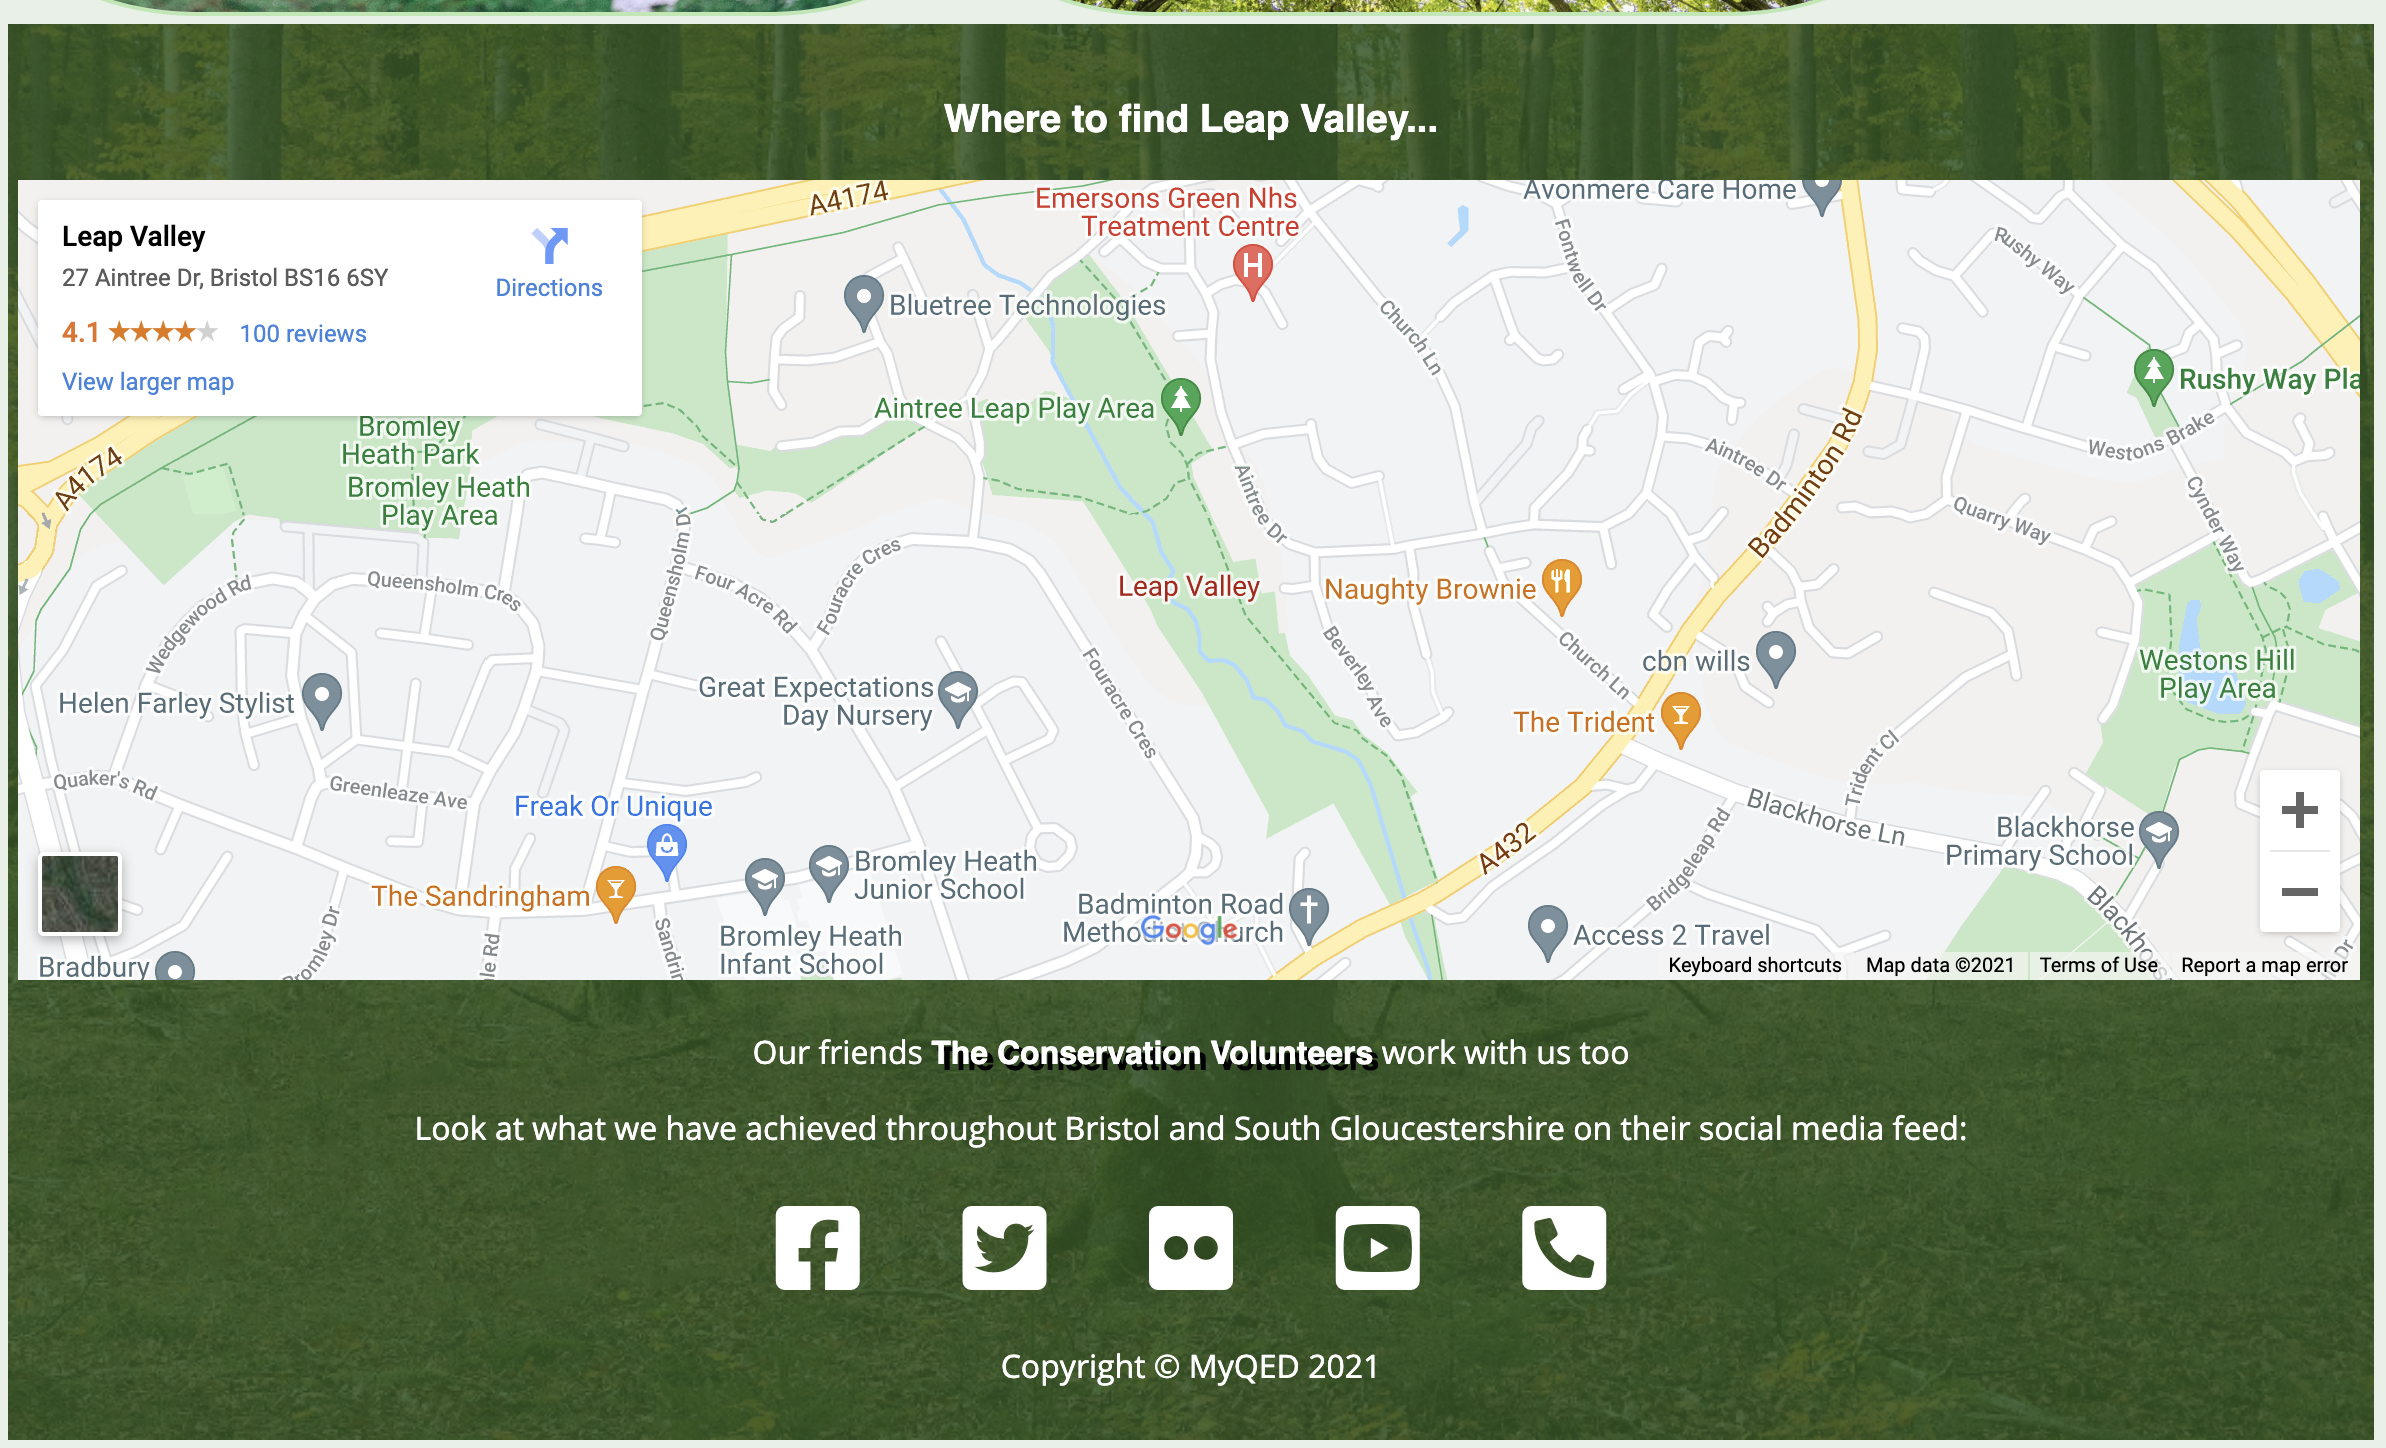 Where to find Leap Valley...
Leap Valley
27 Aintree Dr, Bristol BS16 6SY
4.1
100 reviews
View larger map
Directions
A4174
Emersons Green Nhs
Treatment Centre
H
Avonmere Care Home
Fontwell Dr
Rushy Way
Bluetree Technologies
Church Ln
Aintree Leap Play Area
Rushy Way Pla
Bromley
Heath Park
Bromley Heath
Play Area
A4174
Aintree Dr
Aintree Dr
Badminton Rd
Westons Brake
Cynder Way
Quarry Way
Queensholm Dr
Queensholm Cres
Wedgewood Rd
Four Acre Rd
Fouracre Cres
Leap Valley
Naughty Brownie
Church Ln
Beverley Ave
cbn wills
Westons Hill
Play Area
Helen Farley Stylist
Great Expectations
Day Nursery
Fouracre Cres
The Trident
Trident Cl
Quaker's Rd
Greenleaze Ave
Freak Or Unique
Blackhorse Ln
Bridgeleap Rd
A432
Blackhorse
Primary School
The Sandringham
Bromley Heath
Junior School
Badminton Road
Methodist Church
Google
Bromley Heath
Infant School
Access 2 Travel
Bradbury
Bromley Dr
le Rd
Sandrin
Blackhors
Dr
Keyboard shortcuts
Map data ©2021
Terms of Use
Report a map error
Our friends The Conservation Volunteers work with us too
Look at what we have achieved throughout Bristol and South Gloucestershire on their social media feed:
Copyright © MyQED 2021